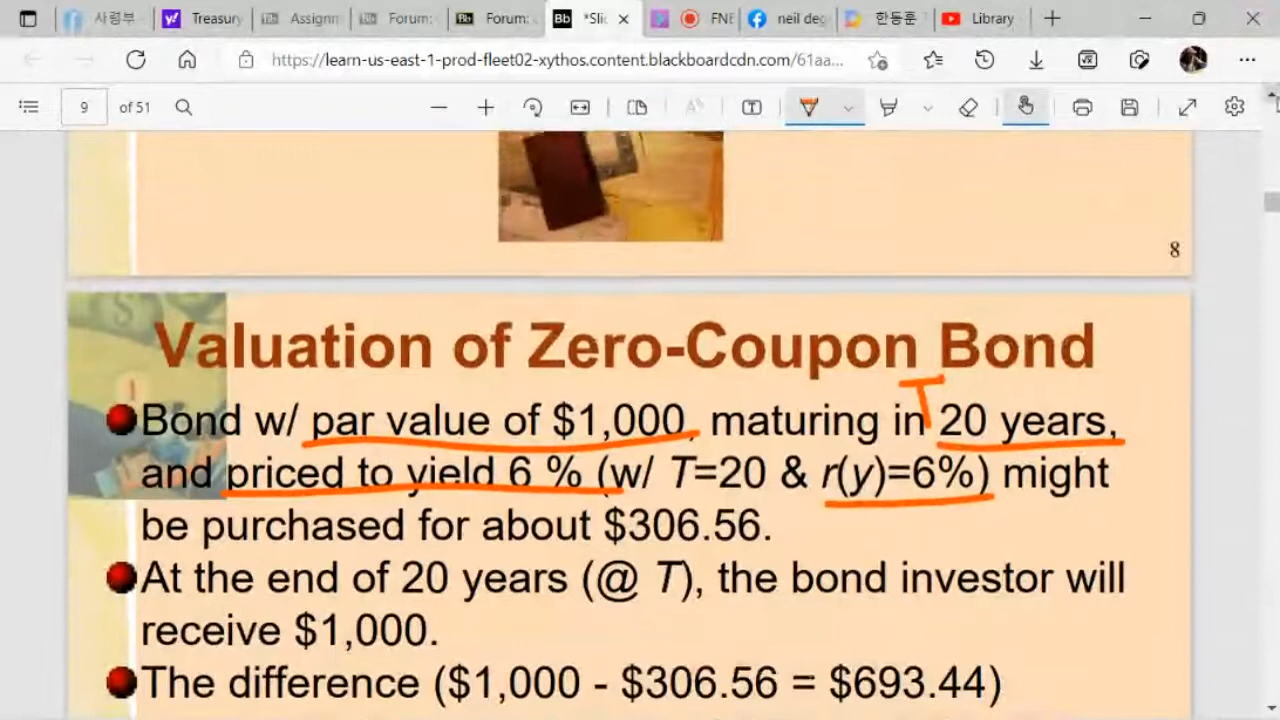 사령부
Treasury
Assignm
Forum:
Forum:
*Slid
FNE
neil deg
한동훈
Library
https://learn-us-east-1-prod-fleet02-xythos.content.blackboardcdn.com/61aa...
9 of 51
8
Valuation of Zero-Coupon Bond
T
Bond w/ par value of $1,000, maturing in 20 years,
and priced to yield 6 % (w/ T=20 & r(y)=6%) might
be purchased for about $306.56.
At the end of 20 years (@ T), the bond investor will
receive $1,000.
The difference ($1,000 - $306.56 = $693.44)